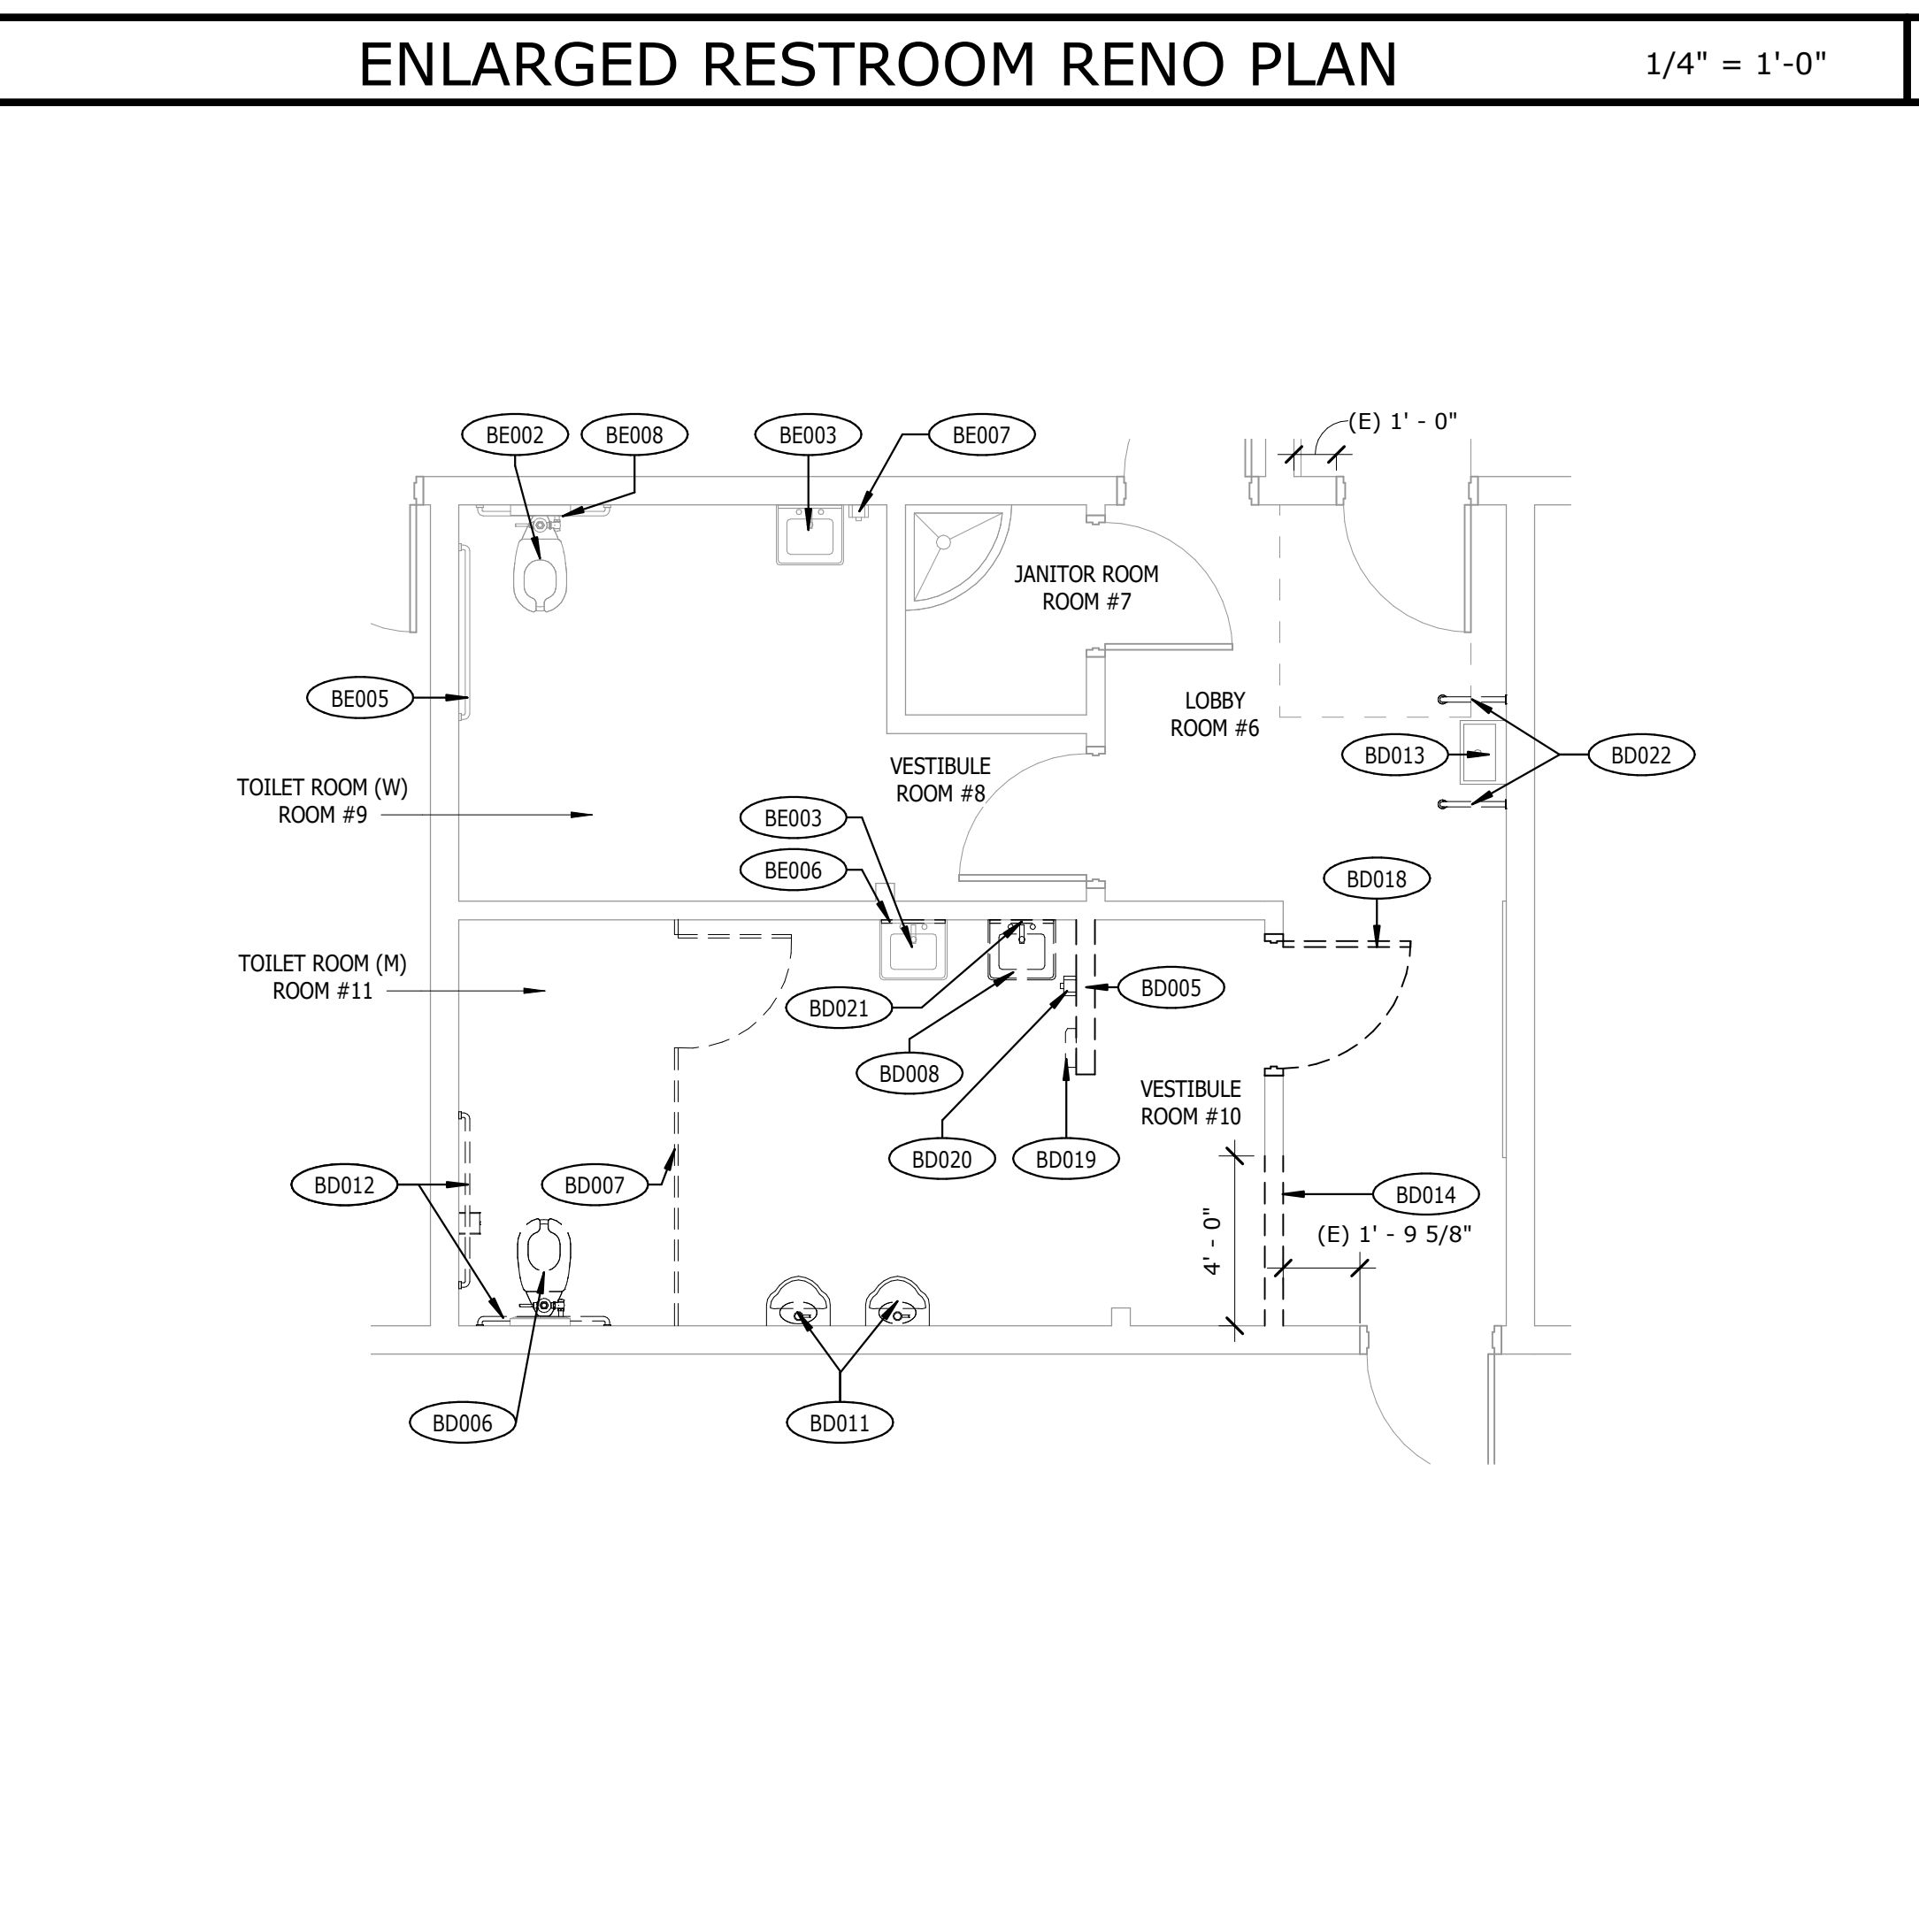 ENLARGED RESTROOM RENO PLAN
1/4" = 1'-0"
(E) 1' - 0"
BE002
BE008
BE003
BE007
JANITOR ROOM
ROOM #7
BE005
LOBBY
ROOM #6
BD013
BD022
VESTIBULE
ROOM #8
TOILET ROOM (W)
ROOM #9
BE003
BE006
BD018
TOILET ROOM (M)
ROOM #11
BD021
BD005
BD008
VESTIBULE
ROOM #10
BD020
BD019
BD012
BD007
BD014
4' - 0"
(E) 1' - 9 5/8"
BD006
BD011